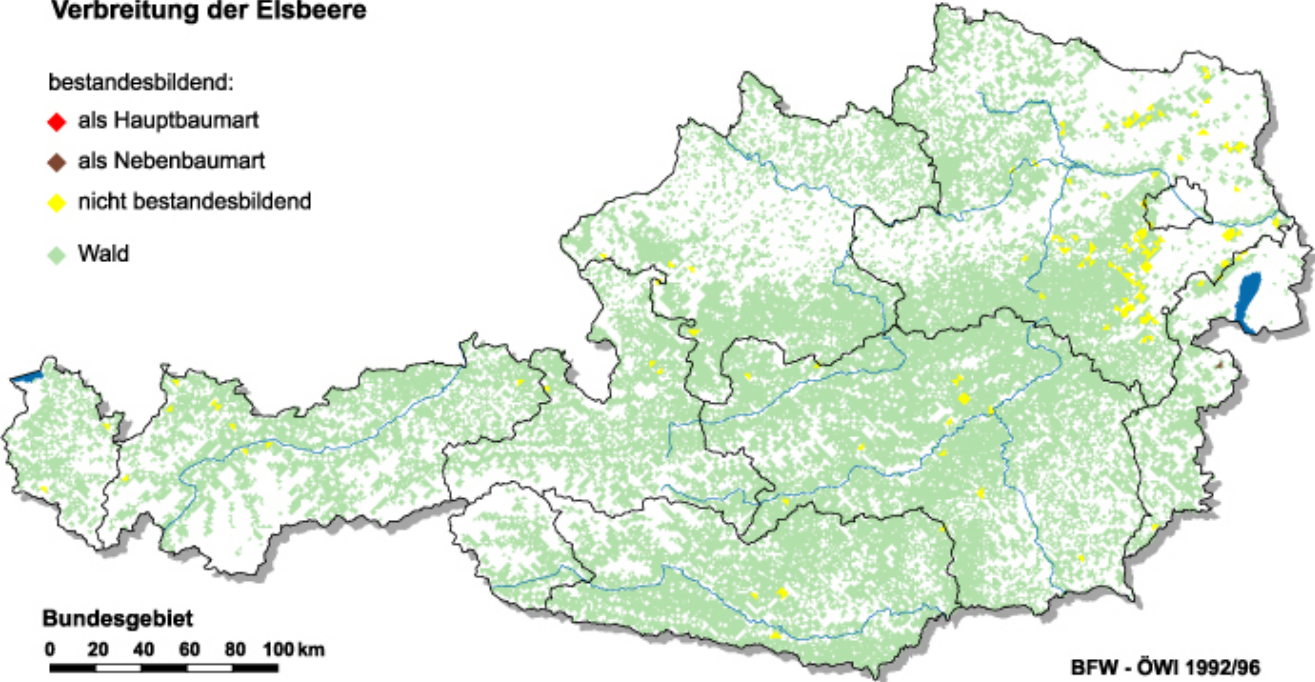 Verbreitung der Elsbeere
bestandesbildend:
als Hauptbaumart
als Nebenbaumart
nicht bestandesbildend
Wald
Bundesgebiet
0 20 40 60 80 100 km
BFW - ÖWI 1992/96